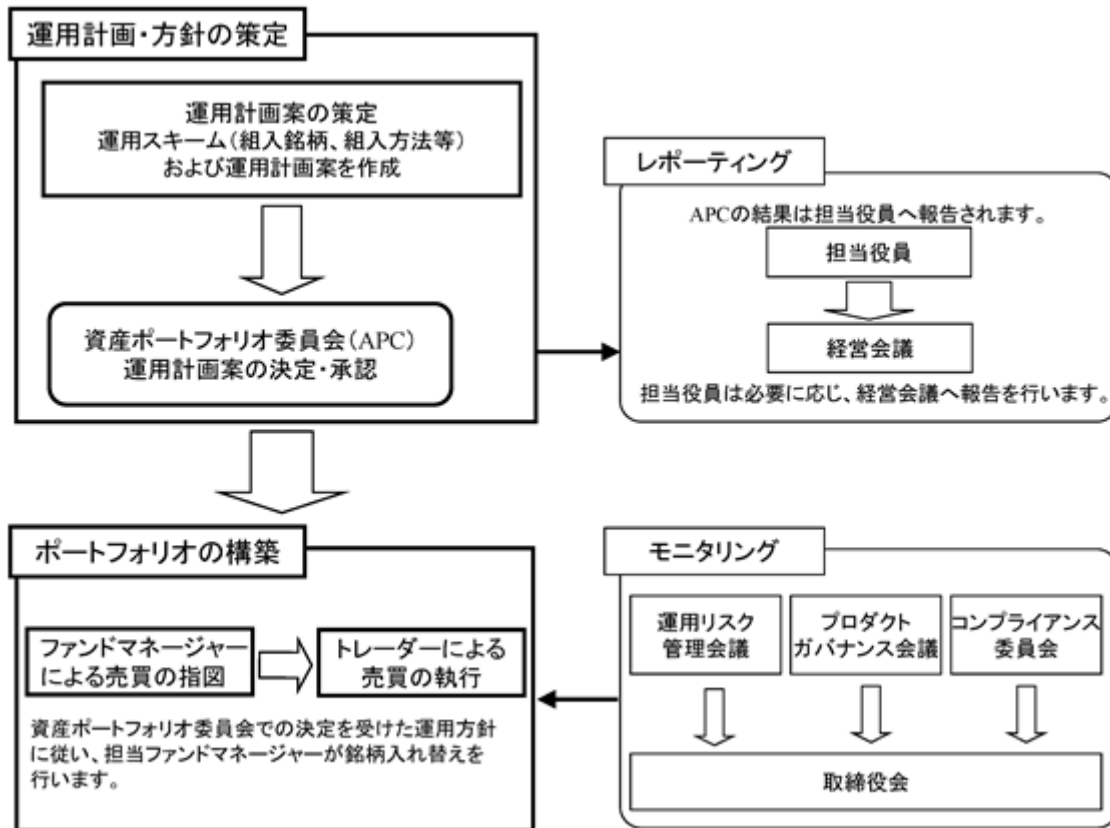 運用計画・方針の策定
運用計画案の策定
運用スキーム（組入銘柄、組入方法等）
および運用計画案を作成
資産ポートフォリオ委員会（APC）
運用計画案の決定・承認
レポーティング
APCの結果は担当役員へ報告されます。
担当役員
経営会議
担当役員は必要に応じ、経営会議へ報告を行います。
ポートフォリオの構築
ファンドマネージャー
による売買の指図
トレーダーによる
売買の執行
資産ポートフォリオ委員会での決定を受けた運用方針
に従い、担当ファンドマネージャーが銘柄入れ替えを
行います。
モニタリング
運用リスク
管理会議
プロダクト
ガバナンス会議
コンプライアンス
委員会
取締役会